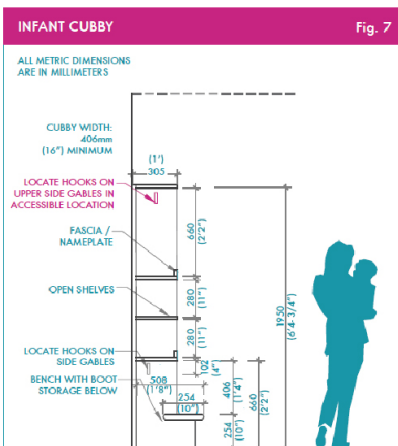 INFANT CUBBY
Fig. 7
ALL METRIC DIMENSIONS
ARE IN MILLIMETERS
CUBBY WIDTH:
406mm
(16") MINIMUM
(1')
305
LOCATE HOOKS ON
UPPER SIDE GABLES IN
ACCESSIBLE LOCATION
660
(2'2")
FASCIA /
NAMEPLATE
OPEN SHELVES
280
(11")
1950
(6'4-3/4")
280
(11")
LOCATE HOOKS ON
SIDE GABLES
102
(4")
BENCH WITH BOOT
STORAGE BELOW
508
(1'8")
254
(10")
406
(1'4")
660
(2'2")
254
(10")